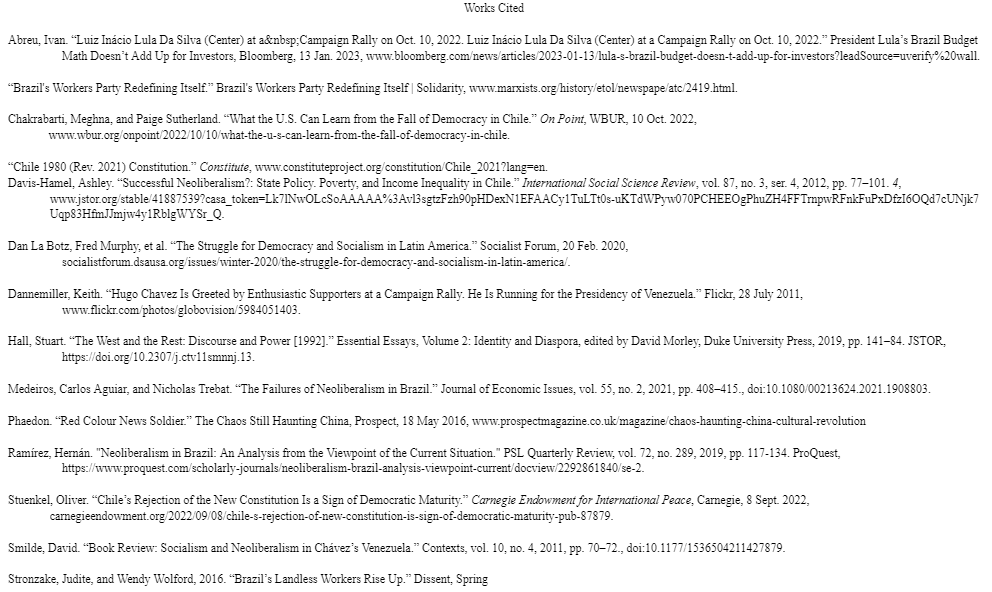 Works Cited
Abreu, Ivan. “Luiz Inácio Lula Da Silva (Center) at a&nbsp;Campaign Rally on Oct. 10, 2022. Luiz Inácio Lula Da Silva (Center) at a Campaign Rally on Oct. 10, 2022.” President Lula’s Brazil Budget
Math Doesn’t Add Up for Investors, Bloomberg, 13 Jan. 2023, www.bloomberg.com/news/articles/2023-01-13/lula-s-brazil-budget-doesn-t-add-up-for-investors?leadSource=uverify%20wall.
“Brazil's Workers Party Redefining Itself.” Brazil's Workers Party Redefining Itself | Solidarity, www.marxists.org/history/etol/newspape/atc/2419.html.
Chakrabarti, Meghna, and Paige Sutherland. “What the U.S. Can Learn from the Fall of Democracy in Chile.” On Point, WBUR, 10 Oct. 2022,
www.wbur.org/onpoint/2022/10/10/what-the-u-s-can-learn-from-the-fall-of-democracy-in-chile.
“Chile 1980 (Rev. 2021) Constitution.” Constitute, www.constituteproject.org/constitution/Chile_2021?lang=en.
Davis-Hamel, Ashley. “Successful Neoliberalism?: State Policy. Poverty, and Income Inequality in Chile.” International Social Science Review, vol. 87, no. 3, ser. 4, 2012, pp. 77–101. 4,
www.jstor.org/stable/41887539?casa_token=Lk7lNwOLcSoAAAAA%3Avl3sgtzFzh90pHDexN1EFAACy1TuLTt0s-uKTdWPyw070PCHEEOgPhuZH4FFTmpwRFnkFuPxDfzI6OQd7cUNjk7
Uqp83HfmJJmjw4y1RblgWYSr_Q.
Dan La Botz, Fred Murphy, et al. “The Struggle for Democracy and Socialism in Latin America.” Socialist Forum, 20 Feb. 2020,
socialistforum.dsausa.org/issues/winter-2020/the-struggle-for-democracy-and-socialism-in-latin-america/.
Dannemiller, Keith. “Hugo Chavez Is Greeted by Enthusiastic Supporters at a Campaign Rally. He Is Running for the Presidency of Venezuela.” Flickr, 28 July 2011,
www.flickr.com/photos/globovision/5984051403.
Hall, Stuart. “The West and the Rest: Discourse and Power [1992].” Essential Essays, Volume 2: Identity and Diaspora, edited by David Morley, Duke University Press, 2019, pp. 141–84. JSTOR,
https://doi.org/10.2307/j.ctv11smnnj.13.
Medeiros, Carlos Aguiar, and Nicholas Trebat. “The Failures of Neoliberalism in Brazil.” Journal of Economic Issues, vol. 55, no. 2, 2021, pp. 408–415., doi:10.1080/00213624.2021.1908803.
Phaedon. “Red Colour News Soldier.” The Chaos Still Haunting China, Prospect, 18 May 2016, www.prospectmagazine.co.uk/magazine/chaos-haunting-china-cultural-revolution
Ramírez, Hernán. "Neoliberalism in Brazil: An Analysis from the Viewpoint of the Current Situation." PSL Quarterly Review, vol. 72, no. 289, 2019, pp. 117-134. ProQuest,
https://www.proquest.com/scholarly-journals/neoliberalism-brazil-analysis-viewpoint-current/docview/2292861840/se-2.
Stuenkel, Oliver. “Chile’s Rejection of the New Constitution Is a Sign of Democratic Maturity.” Carnegie Endowment for International Peace, Carnegie, 8 Sept. 2022,
carnegieendowment.org/2022/09/08/chile-s-rejection-of-new-constitution-is-sign-of-democratic-maturity-pub-87879.
Smilde, David. “Book Review: Socialism and Neoliberalism in Chávez’s Venezuela.” Contexts, vol. 10, no. 4, 2011, pp. 70–72., doi:10.1177/1536504211427879.
Stronzake, Judite, and Wendy Wolford, 2016. “Brazil’s Landless Workers Rise Up.” Dissent, Spring